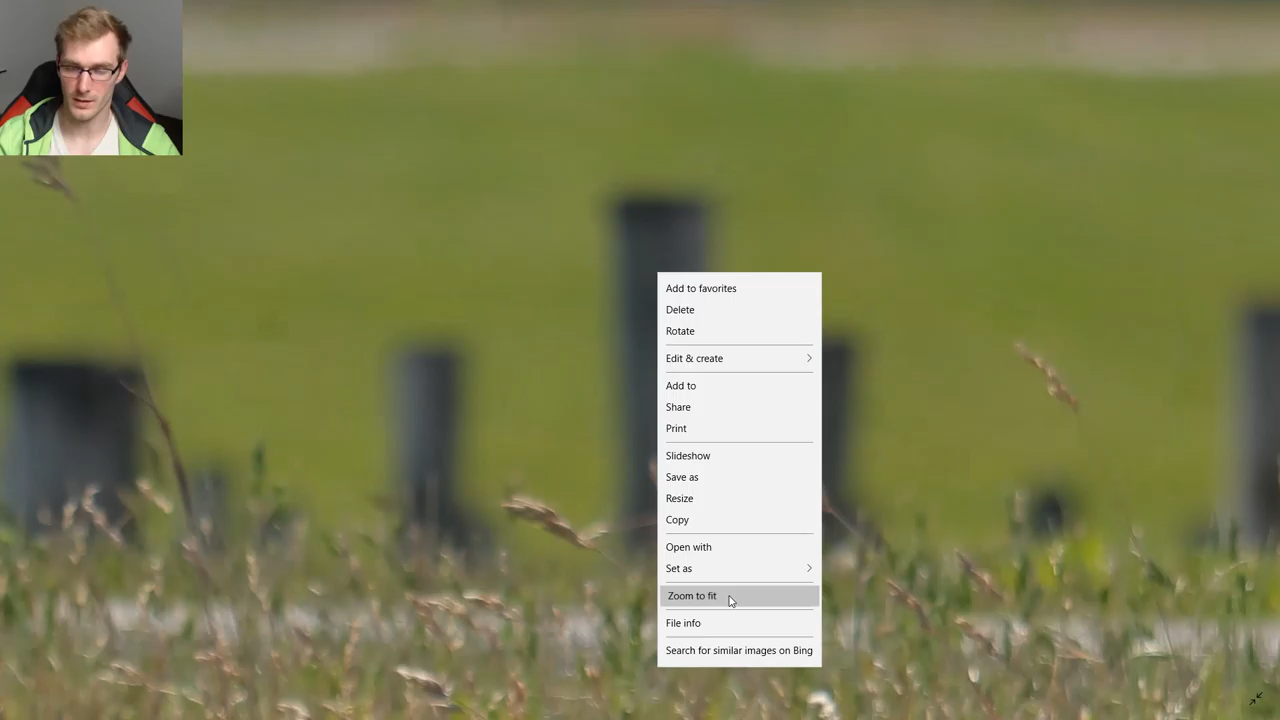 Add to favorites
Delete
Rotate
Edit & create
Add to
Share
Print
Slideshow
Save as
Resize
Copy
Open with
Set as
Zoom to fit
File info
Search for similar images on Bing